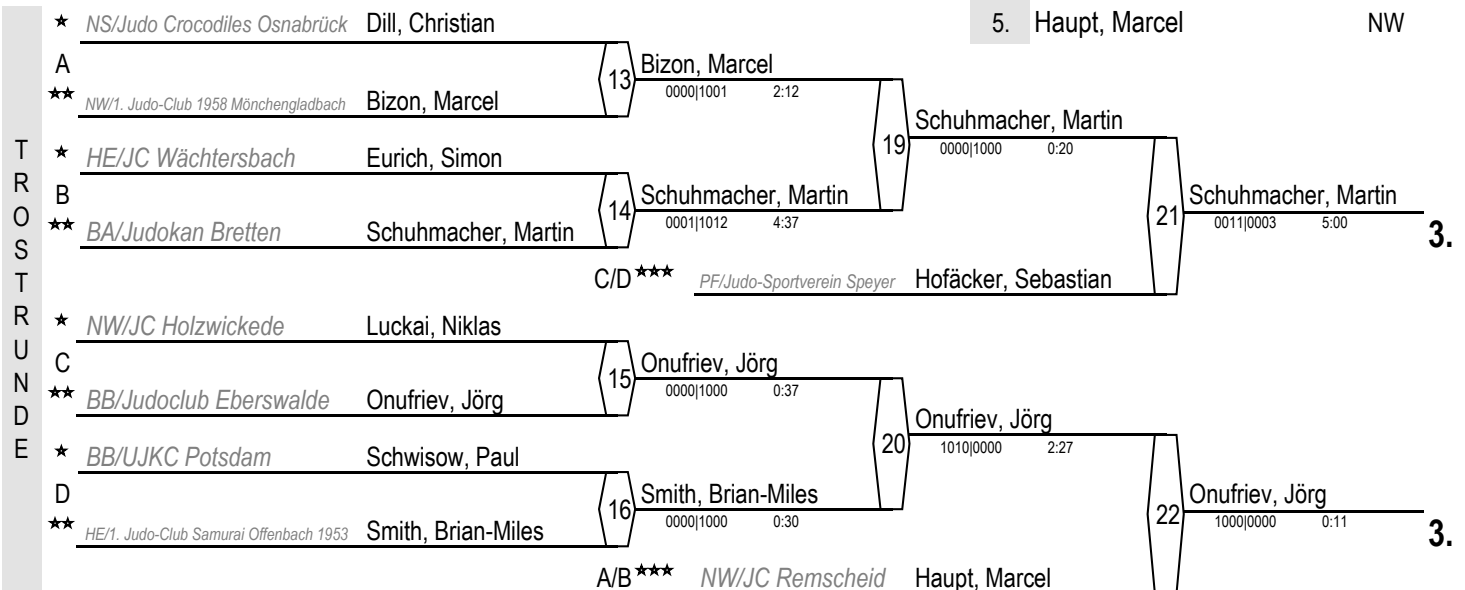 ★ NS/Judo Crocodiles Osnabrück Dill, Christian
5. Haupt, Marcel NW
A
13 Bizon, Marcel
0000|1001 2:12
★★ NW/1. Judo-Club 1958 Mönchengladbach Bizon, Marcel
19 Schuhmacher, Martin
0000|1000 0:20
★ HE/JC Wächtersbach Eurich, Simon
B
14 Schuhmacher, Martin
0001|1012 4:37
21 Schuhmacher, Martin
0011|0003 5:00
3.
★★ BA/Judokan Bretten Schuhmacher, Martin
C/D ★★★ PF/Judo-Sportverein Speyer Hofäcker, Sebastian
TROSTRUNDE
★ NW/JC Holzwickede Luckai, Niklas
C
15 Onufriev, Jörg
0000|1000 0:37
★★ BB/Judoclub Eberswalde Onufriev, Jörg
20 Onufriev, Jörg
1010|0000 2:27
★ BB/UJKC Potsdam Schwisow, Paul
D
16 Smith, Brian-Miles
0000|1000 0:30
22 Onufriev, Jörg
1000|0000 0:11
3.
★★ HE/1. Judo-Club Samurai Offenbach 1953 Smith, Brian-Miles
A/B ★★★ NW/JC Remscheid Haupt, Marcel